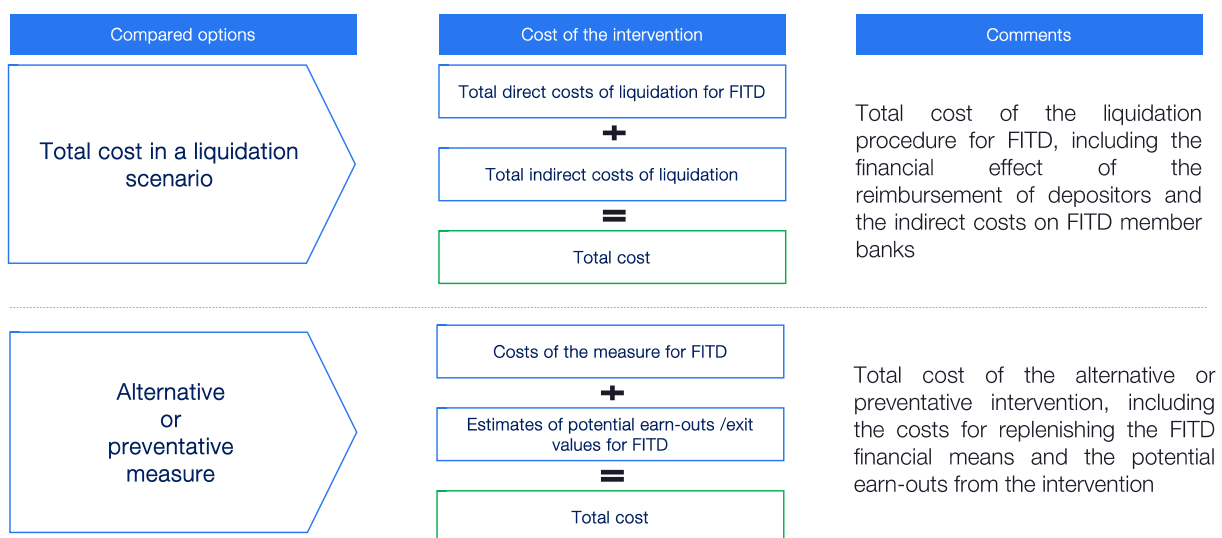 Compared options
Cost of the intervention
Comments
Total cost in a liquidation
scenario
Total direct costs of liquidation for FITD
+
Total indirect costs of liquidation
=
Total cost
Total cost of the liquidation
procedure for FITD, including the
financial effect of the
reimbursement of depositors and
the indirect costs on FITD member
banks
Alternative
or
preventative
measure
Costs of the measure for FITD
+
Estimates of potential earn-outs /exit
values for FITD
=
Total cost
Total cost of the alternative or
preventative intervention, including
the costs for replenishing the FITD
financial means and the potential
earn-outs from the intervention